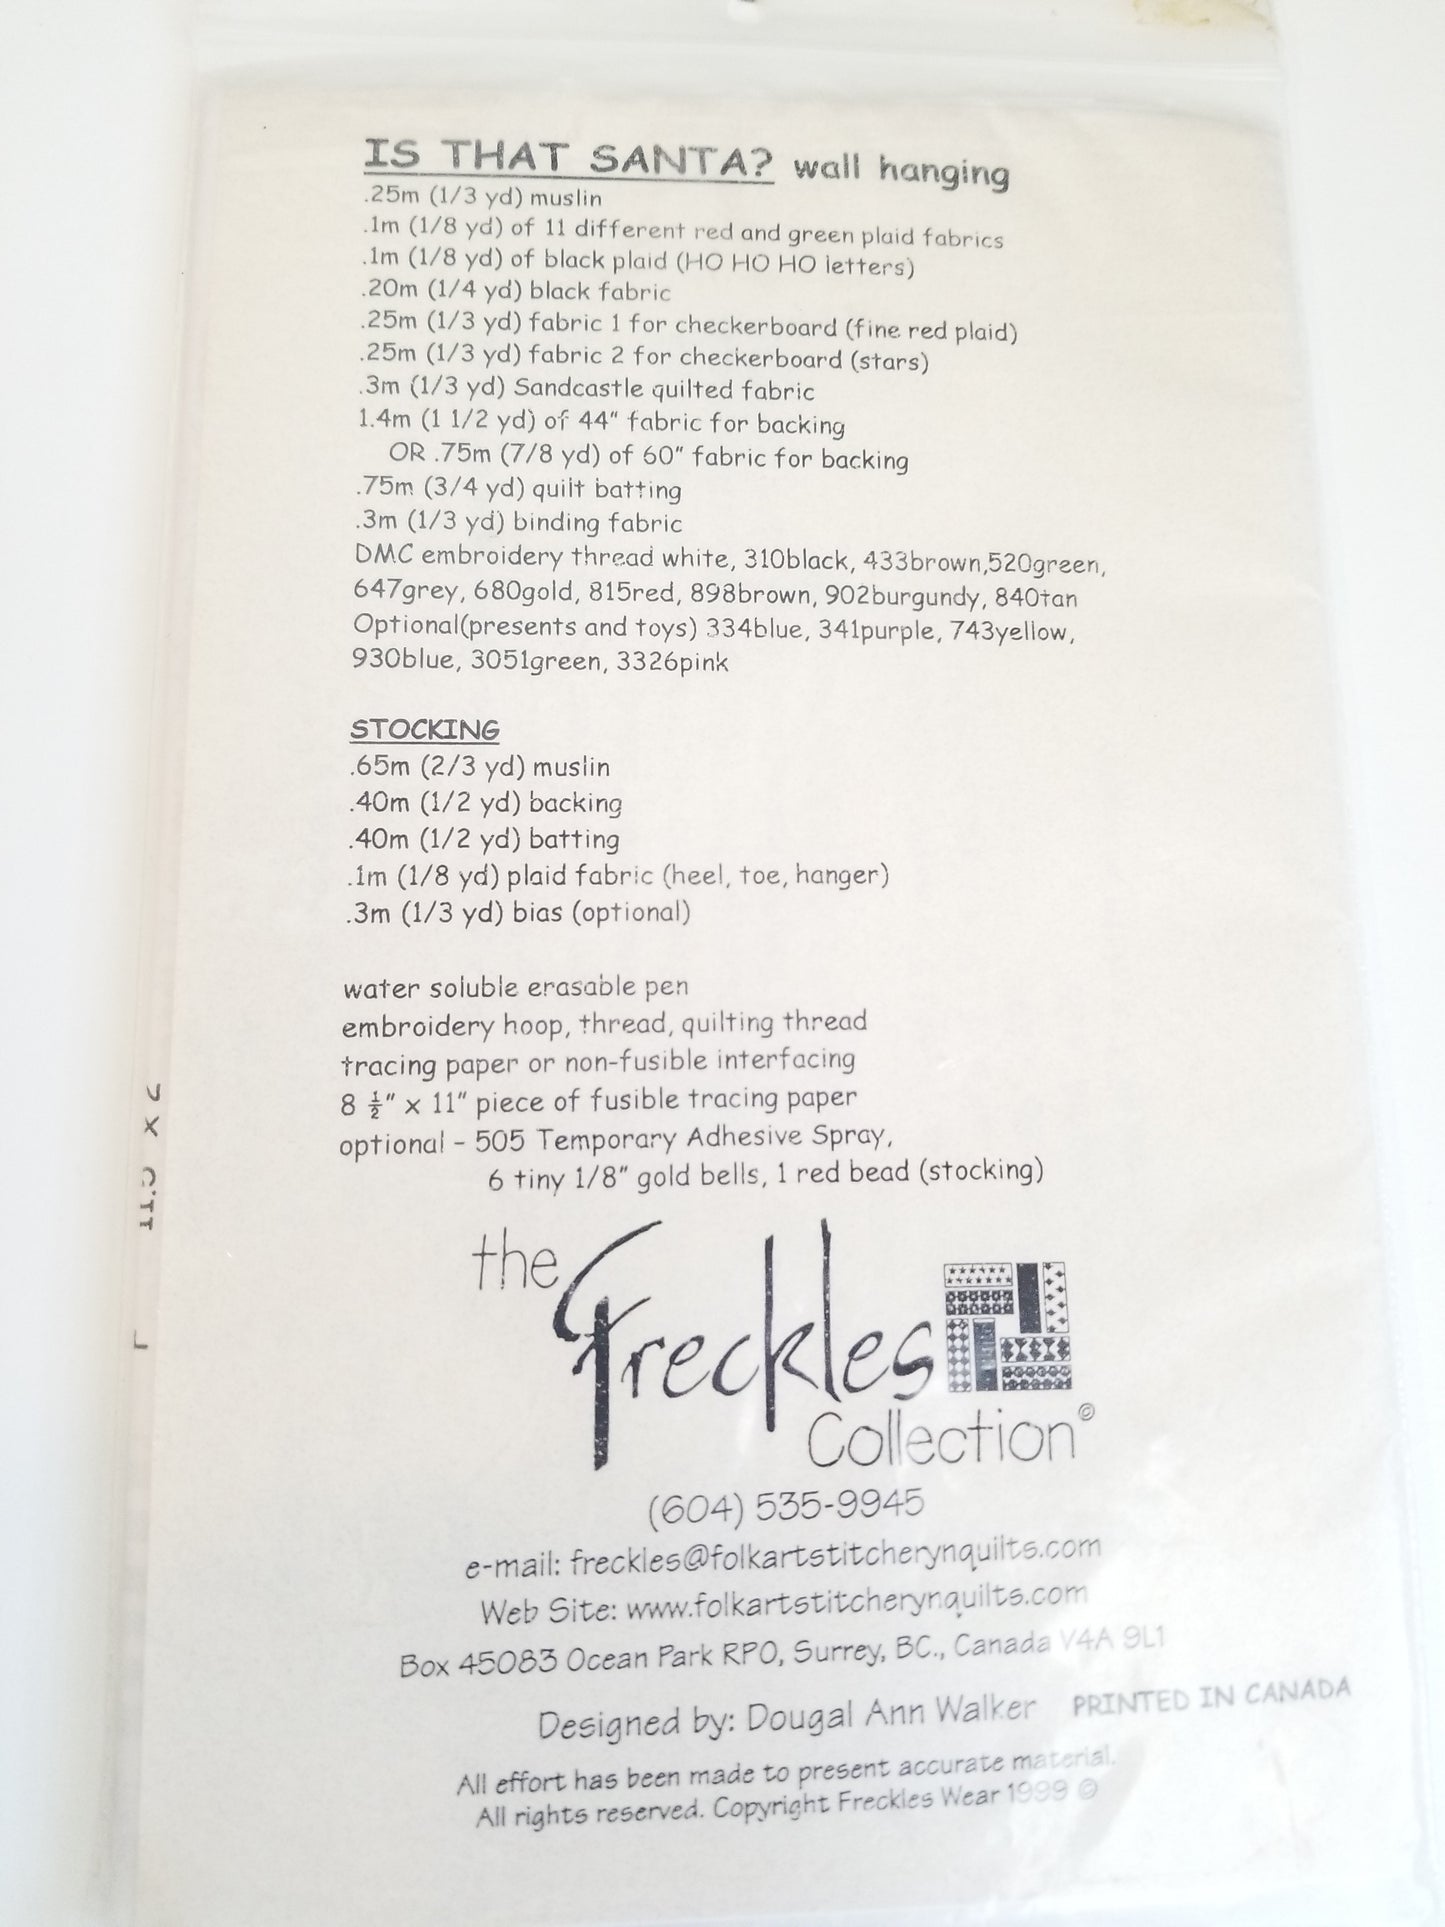 IS THAT SANTA? wall hanging
.25m (1/3 yd) muslin
.1m (1/8 yd) of 11 different red and green plaid fabrics
.1m (1/8 yd) of black plaid (HO HO HO letters)
.20m (1/4 yd) black fabric
.25m (1/3 yd) fabric 1 for checkerboard (fine red plaid)
.25m (1/3 yd) fabric 2 for checkerboard (stars)
.3m (1/3 yd) Sandcastle quilted fabric
1.4m (1 1/2 yd) of 44" fabric for backing
OR .75m (7/8 yd) of 60" fabric for backing
.75m (3/4 yd) quilt batting
.3m (1/3 yd) binding fabric
DMC embroidery thread white, 310black, 433brown,520green,
647grey, 680gold, 815red, 898brown, 902burgundy, 840tan
Optional(presents and toys) 334blue, 341purple, 743yellow,
930blue, 3051green, 3326pink
STOCKING
.65m (2/3 yd) muslin
.40m (1/2 yd) backing
.40m (1/2 yd) batting
.1m (1/8 yd) plaid fabric (heel, toe, hanger)
.3m (1/3 yd) bias (optional)
water soluble erasable pen
embroidery hoop, thread, quilting thread
tracing paper or non-fusible interfacing
8 ½" x 11" piece of fusible tracing paper
optional - 505 Temporary Adhesive Spray,
6 tiny 1/8" gold bells, 1 red bead (stocking)
the
Freckles
Collection©
(604) 535-9945
e-mail: freckles@folkartstitcherynquilts.com
Web Site: www.folkartstitcherynquilts.com
Box 45083 Ocean Park RPO, Surrey, BC., Canada V4A 9L1
Designed by: Dougal Ann Walker PRINTED IN CANADA
All effort has been made to present accurate material.
All rights reserved. Copyright Freckles Wear 1999 ©